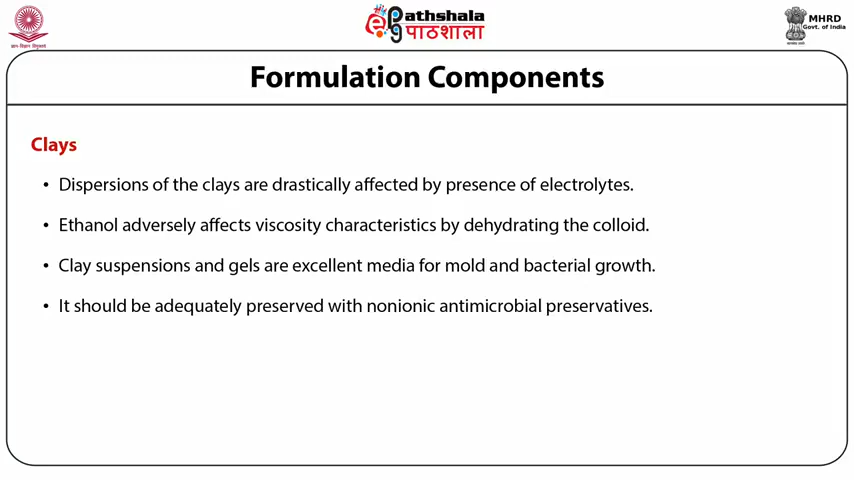 ज्ञान-विज्ञान विमुक्तये
ePathshala
पाठशाला
MHRD
Govt. of India
Formulation Components
Clays
• Dispersions of the clays are drastically affected by presence of electrolytes.
• Ethanol adversely affects viscosity characteristics by dehydrating the colloid.
• Clay suspensions and gels are excellent media for mold and bacterial growth.
• It should be adequately preserved with nonionic antimicrobial preservatives.